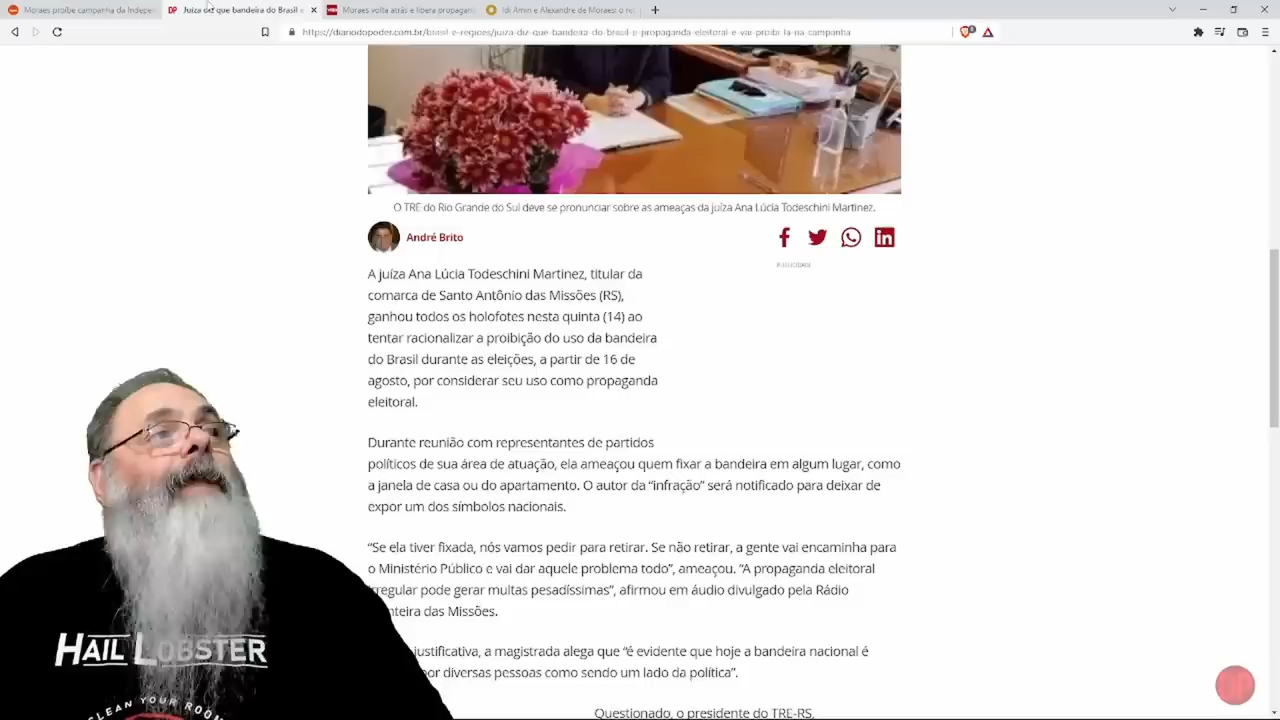 Moraes proíbe campanha da Indepen
DP Juíza diz que bandeira do Brasil e
Moraes volta atrás e libera propagan
Idi Amin e Alexandre de Moraes: o re
https://diariodopoder.com.br/brasil-e-regioes/juiza-diz-que-bandeira-do-brasil-e-propaganda-eleitoral-e-vai-proibi-la-na-campanha
O TRE do Rio Grande do Sul deve se pronunciar sobre as ameaças da juíza Ana Lúcia Todeschini Martinez.
André Brito
PUBLICIDADE
A juíza Ana Lúcia Todeschini Martinez, titular da
comarca de Santo Antônio das Missões (RS),
ganhou todos os holofotes nesta quinta (14) ao
tentar racionalizar a proibição do uso da bandeira
do Brasil durante as eleições, a partir de 16 de
agosto, por considerar seu uso como propaganda
eleitoral.
Durante reunião com representantes de partidos
políticos de sua área de atuação, ela ameaçou quem fixar a bandeira em algum lugar, como
a janela de casa ou do apartamento. O autor da “infração” será notificado para deixar de
expor um dos símbolos nacionais.
“Se ela tiver fixada, nós vamos pedir para retirar. Se não retirar, a gente vai encaminha para
o Ministério Público e vai dar aquele problema todo”, ameaçou. “A propaganda eleitoral
irregular pode gerar multas pesadíssimas”, afirmou em áudio divulgado pela Rádio
nteira das Missões.
justificativa, a magistrada alega que “é evidente que hoje a bandeira nacional é
por diversas pessoas como sendo um lado da política”.
Questionado, o presidente do TRE-RS,
HAIL LOBSTER
CLEAN YOUR ROOM